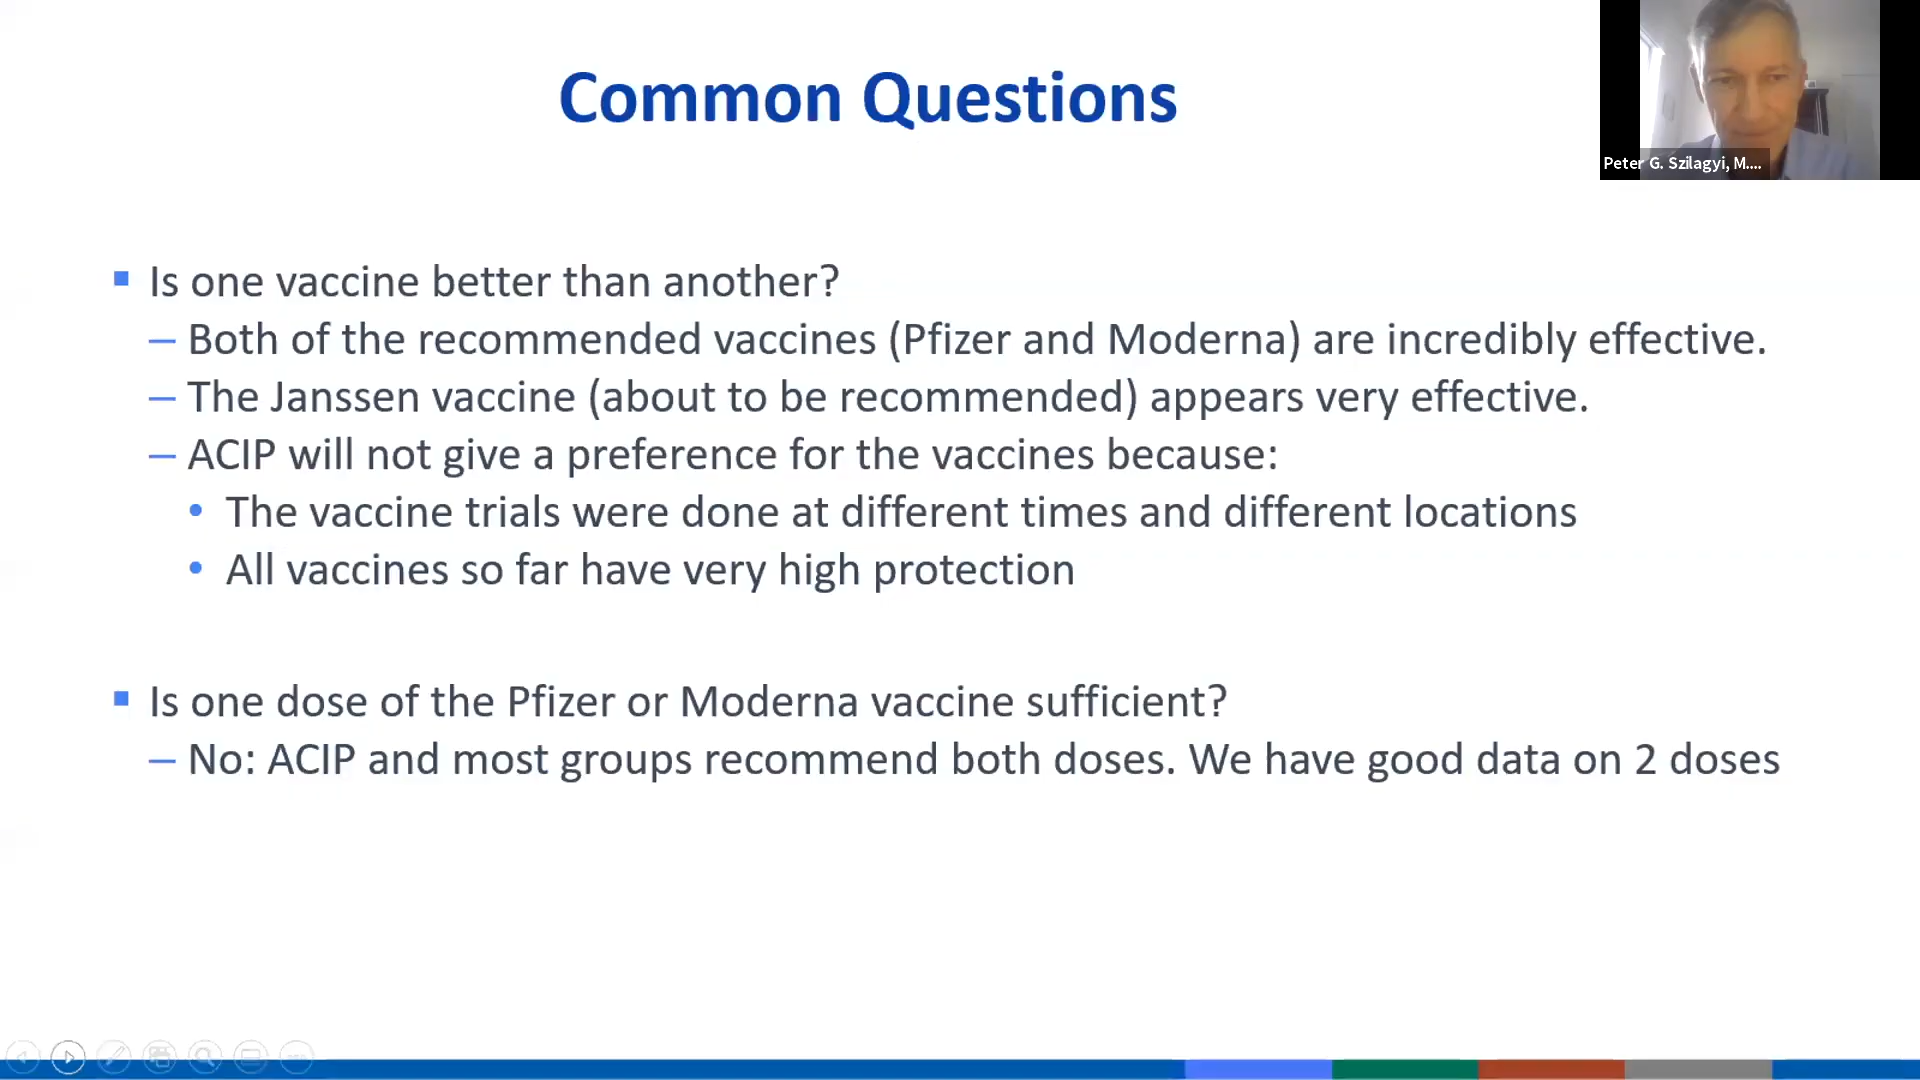 Common Questions
Peter G. Szilagyi, M....
▪ Is one vaccine better than another?
– Both of the recommended vaccines (Pfizer and Moderna) are incredibly effective.
– The Janssen vaccine (about to be recommended) appears very effective.
– ACIP will not give a preference for the vaccines because:
• The vaccine trials were done at different times and different locations
• All vaccines so far have very high protection
▪ Is one dose of the Pfizer or Moderna vaccine sufficient?
– No: ACIP and most groups recommend both doses. We have good data on 2 doses